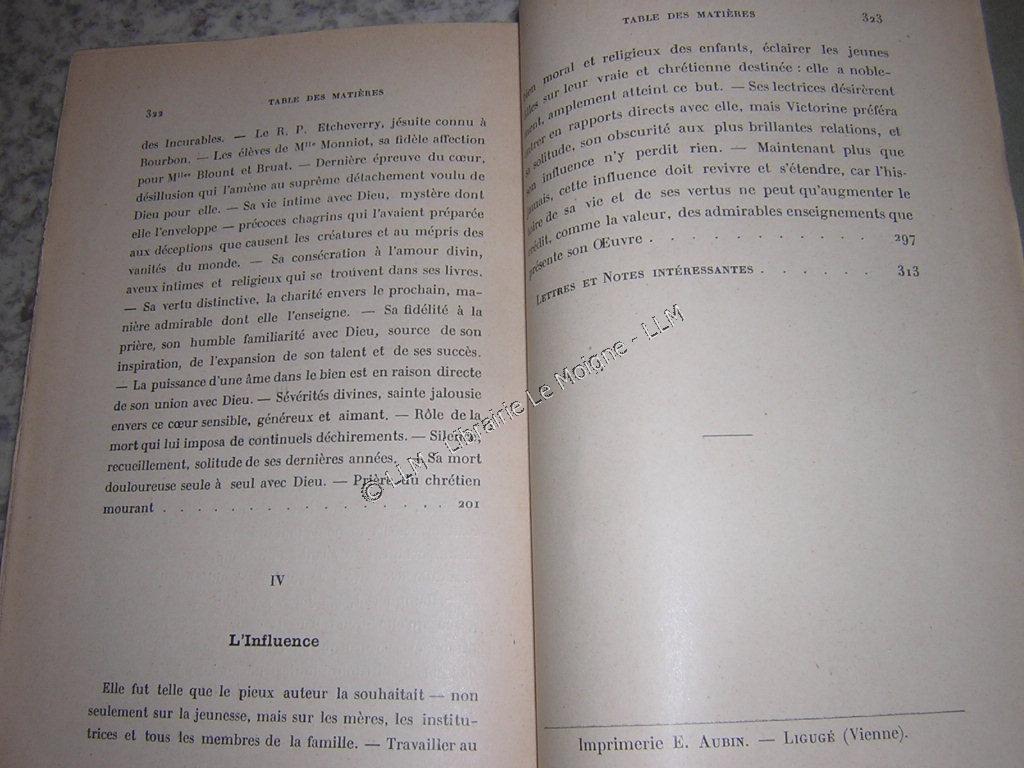 322
TABLE DES MATIÈRES
des Incurables. — Le R. P. Etcheverry, jésuite connu à
Bourbon. — Les élèves de Mlle Monniot, sa fidèle affection
pour Mlles Blount et Bruat. — Dernière épreuve du cœur,
désillusion qui l'amène au suprême détachement voulu de
Dieu pour elle. — Sa vie intime avec Dieu, mystère dont
elle l'enveloppe — précoces chagrins qui l'avaient préparée
aux déceptions que causent les créatures et au mépris des
vanités du monde. — Sa consécration à l'amour divin,
aveux intimes et religieux qui se trouvent dans ses livres.
— Sa vertu distinctive, la charité envers le prochain, ma-
nière admirable dont elle l'enseigne. — Sa fidélité à la
prière, son humble familiarité avec Dieu, source de son
inspiration, de l'expansion de son talent et de ses succès.
— La puissance d'une âme dans le bien est en raison directe
de son union avec Dieu. — Sévérités divines, sainte jalousie
envers ce cœur sensible, généreux et aimant. — Rôle de la
mort qui lui imposa de continuels déchirements. — Silence,
recueillement, solitude de ses dernières années. — Sa mort
douloureuse seule à seul avec Dieu. — Prière du chrétien
mourant . . . . . . . . . . . . . . . . 201
IV
L'Influence
Elle fut telle que le pieux auteur la souhaitait — non
seulement sur la jeunesse, mais sur les mères, les institu-
trices et tous les membres de la famille. — Travailler au
TABLE DES MATIÈRES
323
bien moral et religieux des enfants, éclairer les jeunes
filles sur leur vraie et chrétienne destinée : elle a noble-
ment, amplement atteint ce but. — Ses lectrices désirèrent
entrer en rapports directs avec elle, mais Victorine préféra
sa solitude, son obscurité aux plus brillantes relations, et
son influence n'y perdit rien. — Maintenant plus que
jamais, cette influence doit revivre et s'étendre, car l'his-
toire de sa vie et de ses vertus ne peut qu'augmenter le
crédit, comme la valeur, des admirables enseignements que
présente son Œuvre . . . . . . . . . . 297
LETTRES ET NOTES INTÉRESSANTES . . . . . . 313
Imprimerie E. AUBIN. — LIGUGÉ (Vienne).
© LLM - Librairie Le Moigne - LLM